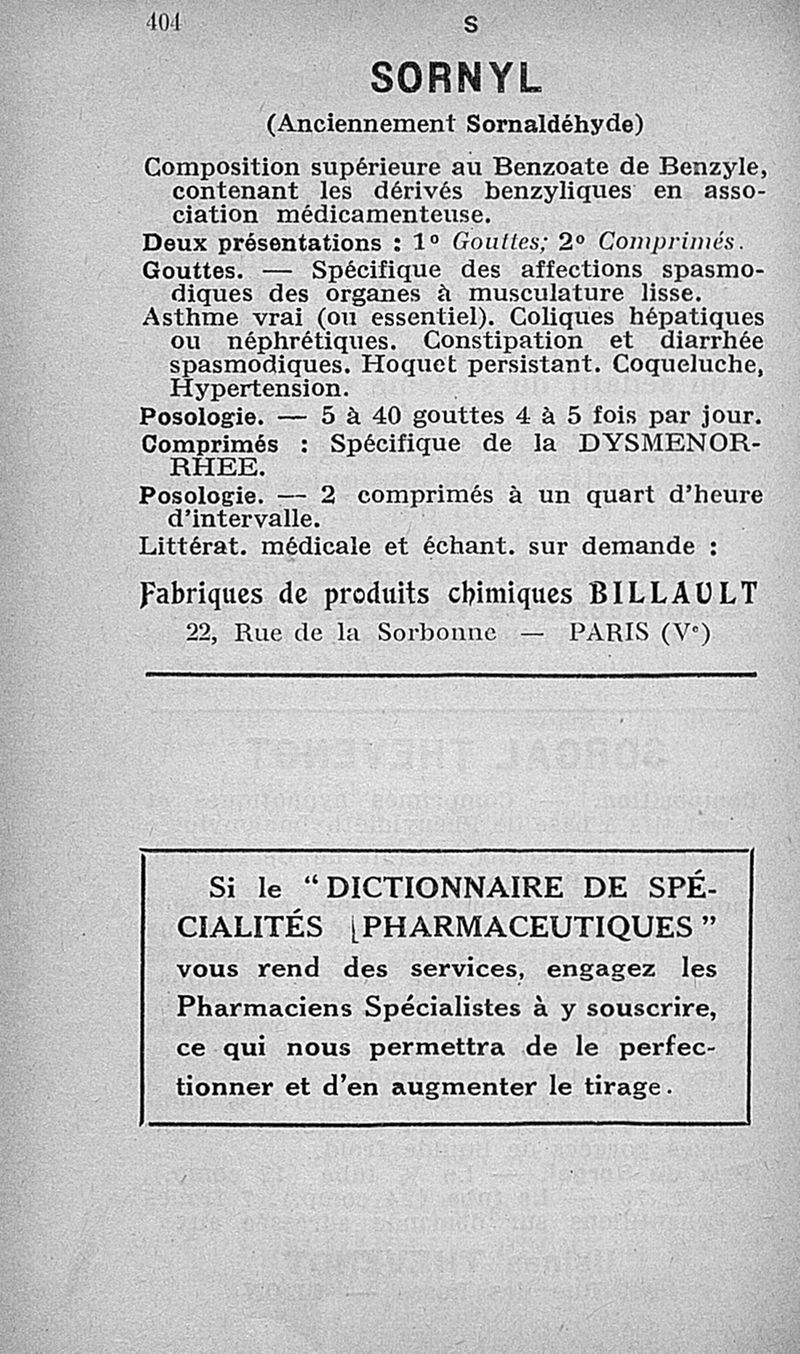 404
S
SORNYL
(Anciennement Sornaldéhyde)
Composition supérieure au Benzoate de Benzyle,
contenant les dérivés benzyliques en asso-
ciation médicamenteuse.
Deux présentations : 1º Gouttes; 2º Comprimés.
Gouttes. — Spécifique des affections spasmo-
diques des organes à musculature lisse.
Asthme vrai (ou essentiel). Coliques hépatiques
ou néphrétiques. Constipation et diarrhée
spasmodiques. Hoquet persistant. Coqueluche,
Hypertension.
Posologie. — 5 à 40 gouttes 4 à 5 fois par jour.
Comprimés : Spécifique de la DYSMENOR-
RHEE.
Posologie. — 2 comprimés à un quart d'heure
d'intervalle.
Littérat. médicale et échant. sur demande :
Fabriques de produits chimiques BILLAULT
22, Rue de la Sorbonne — PARIS (Vᵉ)
Si le “ DICTIONNAIRE DE SPÉ-
CIALITÉS PHARMACEUTIQUES ”
vous rend des services, engagez les
Pharmaciens Spécialistes à y souscrire,
ce qui nous permettra de le perfec-
tionner et d'en augmenter le tirage.